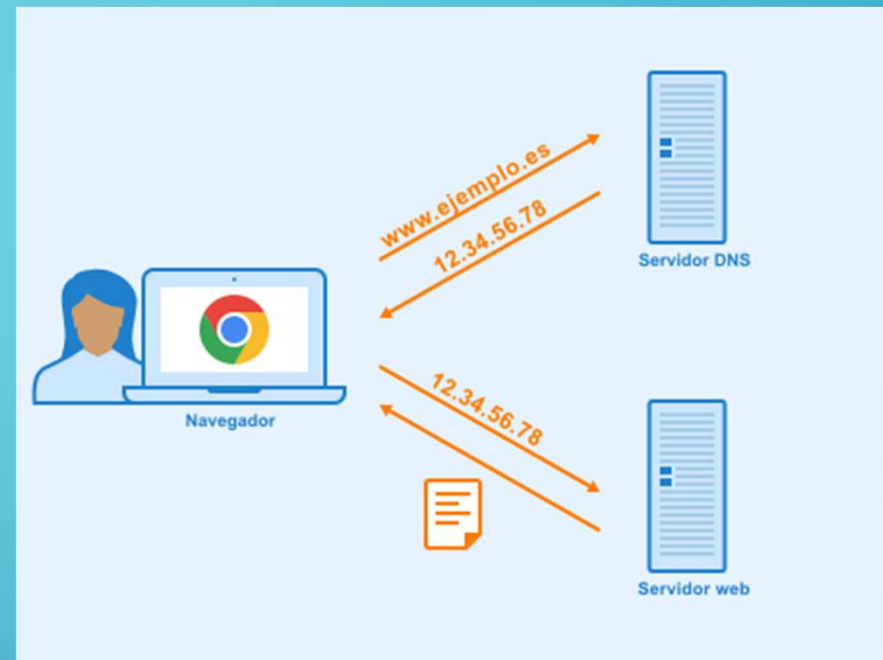 www.ejemplo.es
12.34.56.78
Servidor DNS
Navegador
12.34.56.78
Servidor web